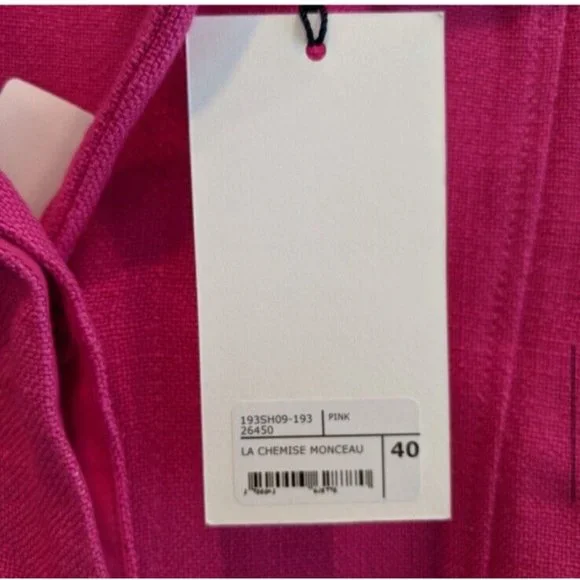 193SH09-193 PINK
26450
LA CHEMISE MONCEAU 40